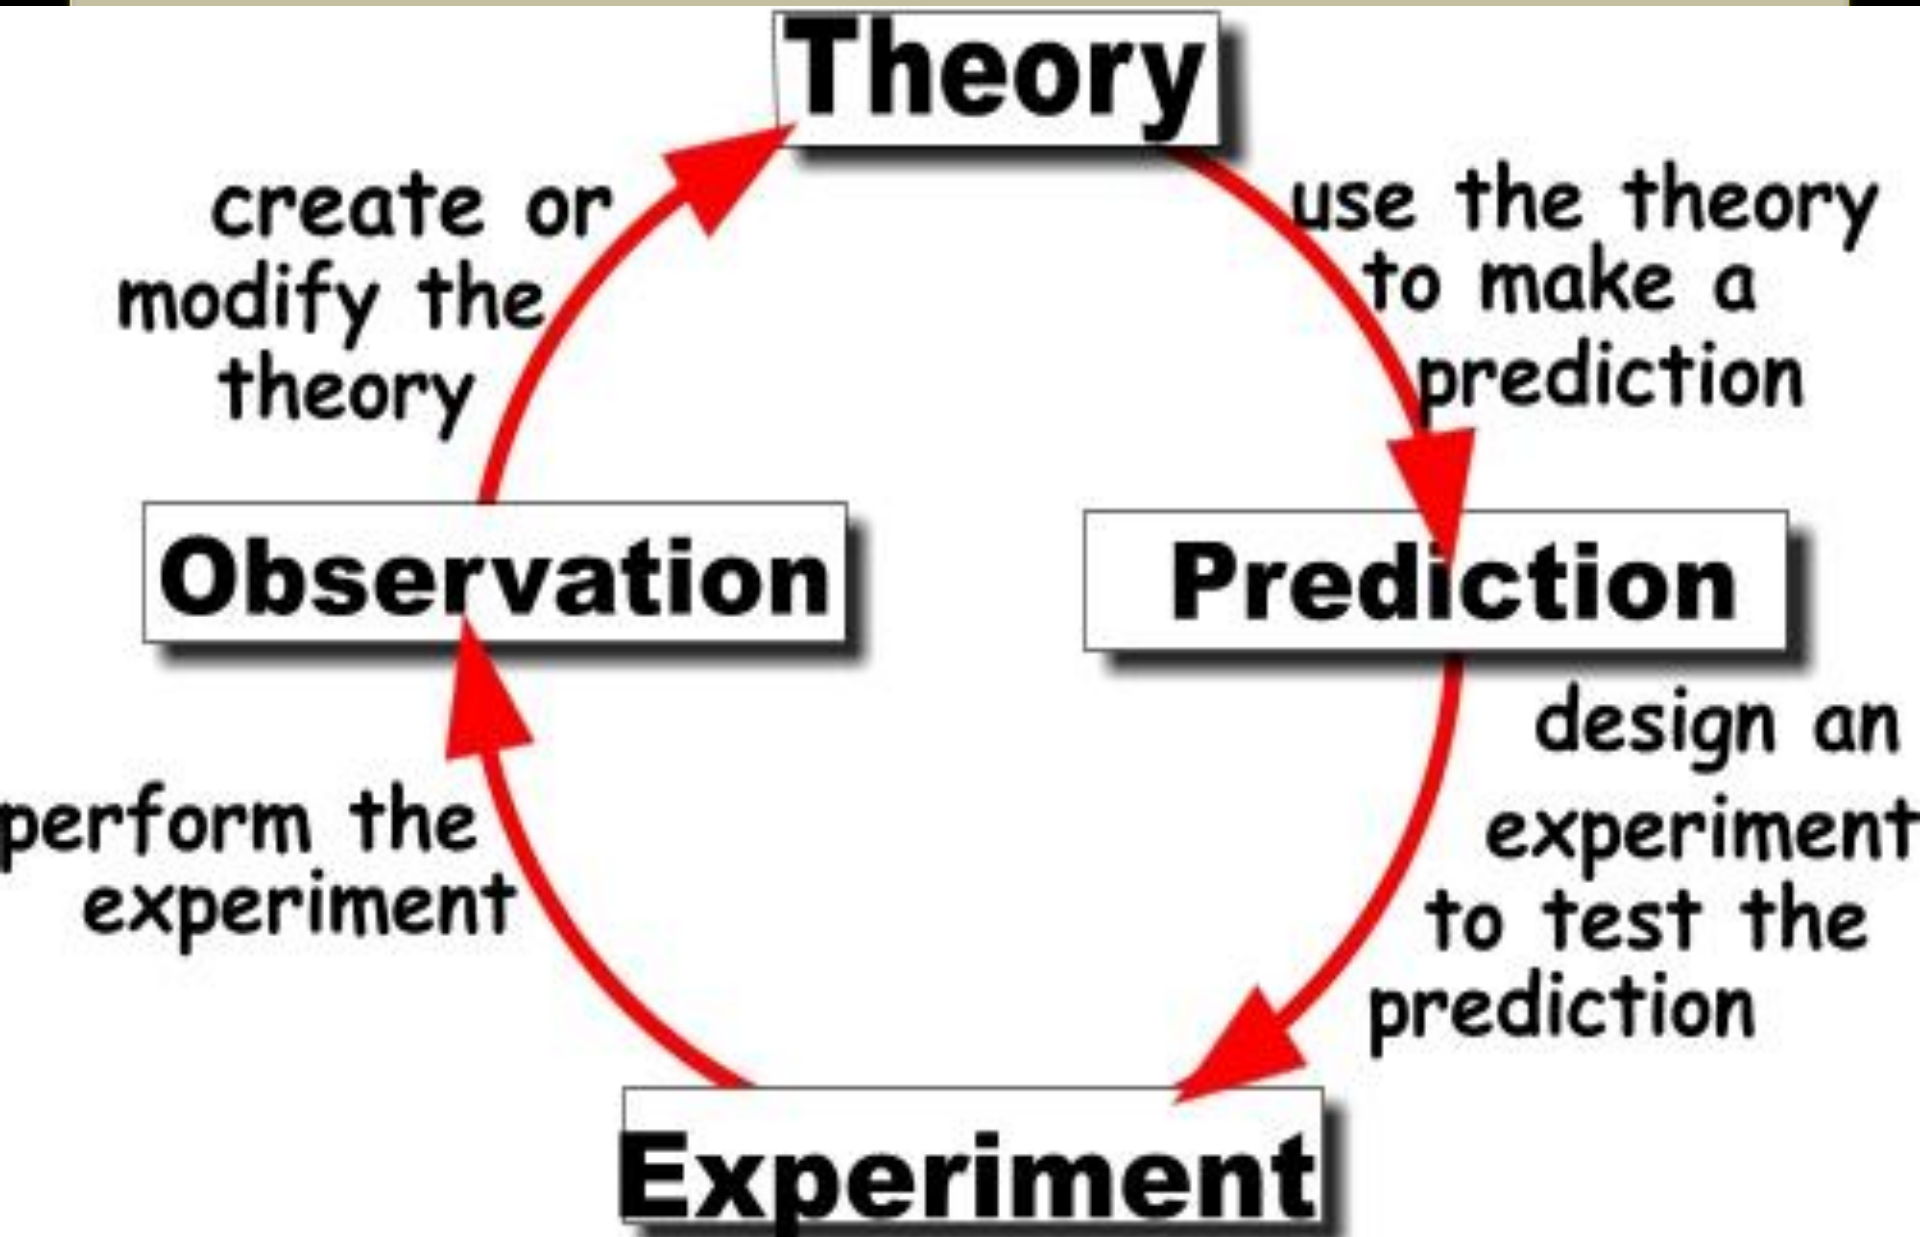 Theory
use the theory
to make a
prediction
Prediction
design an
experiment
to test the
prediction
Experiment
perform the
experiment
Observation
create or
modify the
theory